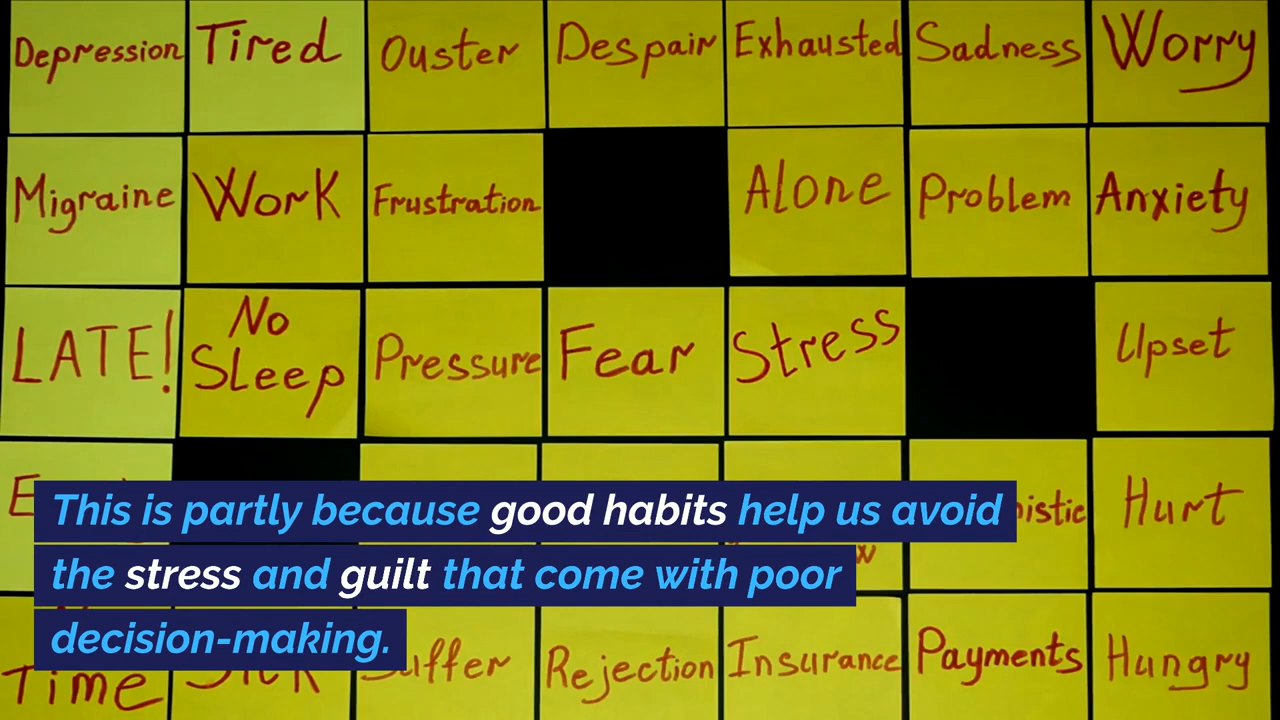 Depression Tired Ouster Despair Exhausted Sadness Worry
Migraine Work Frustration Alone Problem Anxiety
LATE! No Sleep Pressure Fear Stress Upset
Hurt
This is partly because good habits help us avoid
the stress and guilt that come with poor
decision-making.
Time Suffer Rejection Insurance Payments Hungry